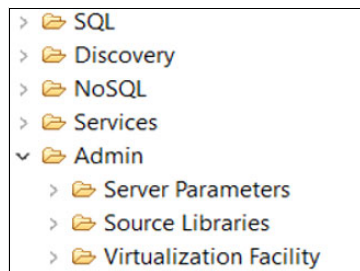 SQL
Discovery
NoSQL
Services
Admin
Server Parameters
Source Libraries
Virtualization Facility